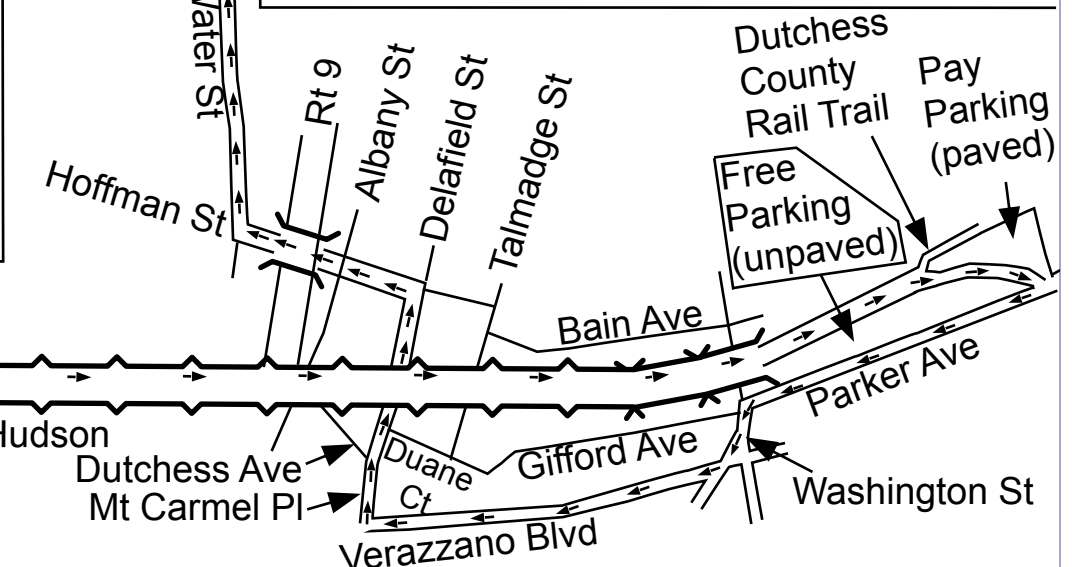 Water St
Rt 9
Albany St
Delafield St
Talmadge St
Dutchess
County
Rail Trail
Pay
Parking
(paved)
Free
Parking
(unpaved)
Hoffman St
Bain Ave
Parker Ave
Hudson
Dutchess Ave
Mt Carmel Pl
Duane
Ct
Gifford Ave
Washington St
Verazzano Blvd